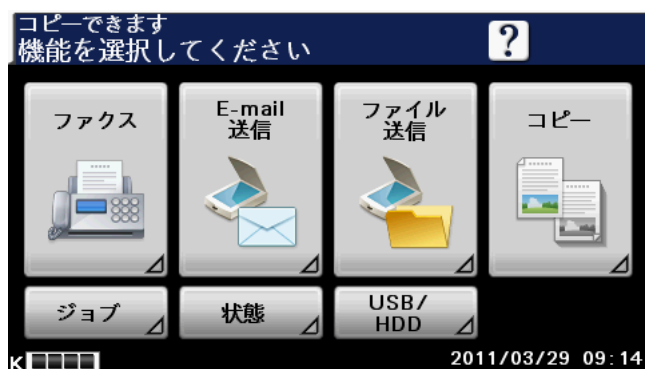 コピーできます
機能を選択してください
?
ファクス
E-mail
送信
ファイル
送信
コピー
ジョブ
状態
USB/
HDD
K
2011/03/29 09:14